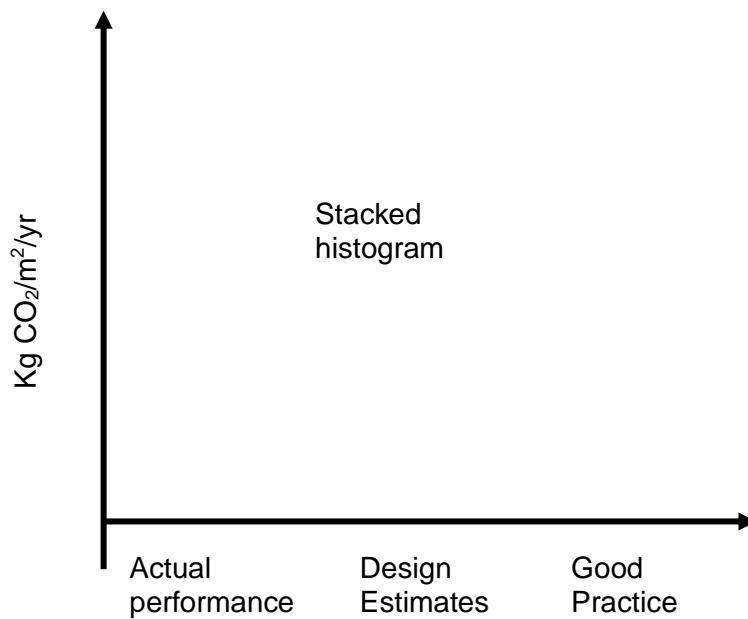 Kg CO₂/m²/yr
Stacked
histogram
Actual
performance
Design
Estimates
Good
Practice